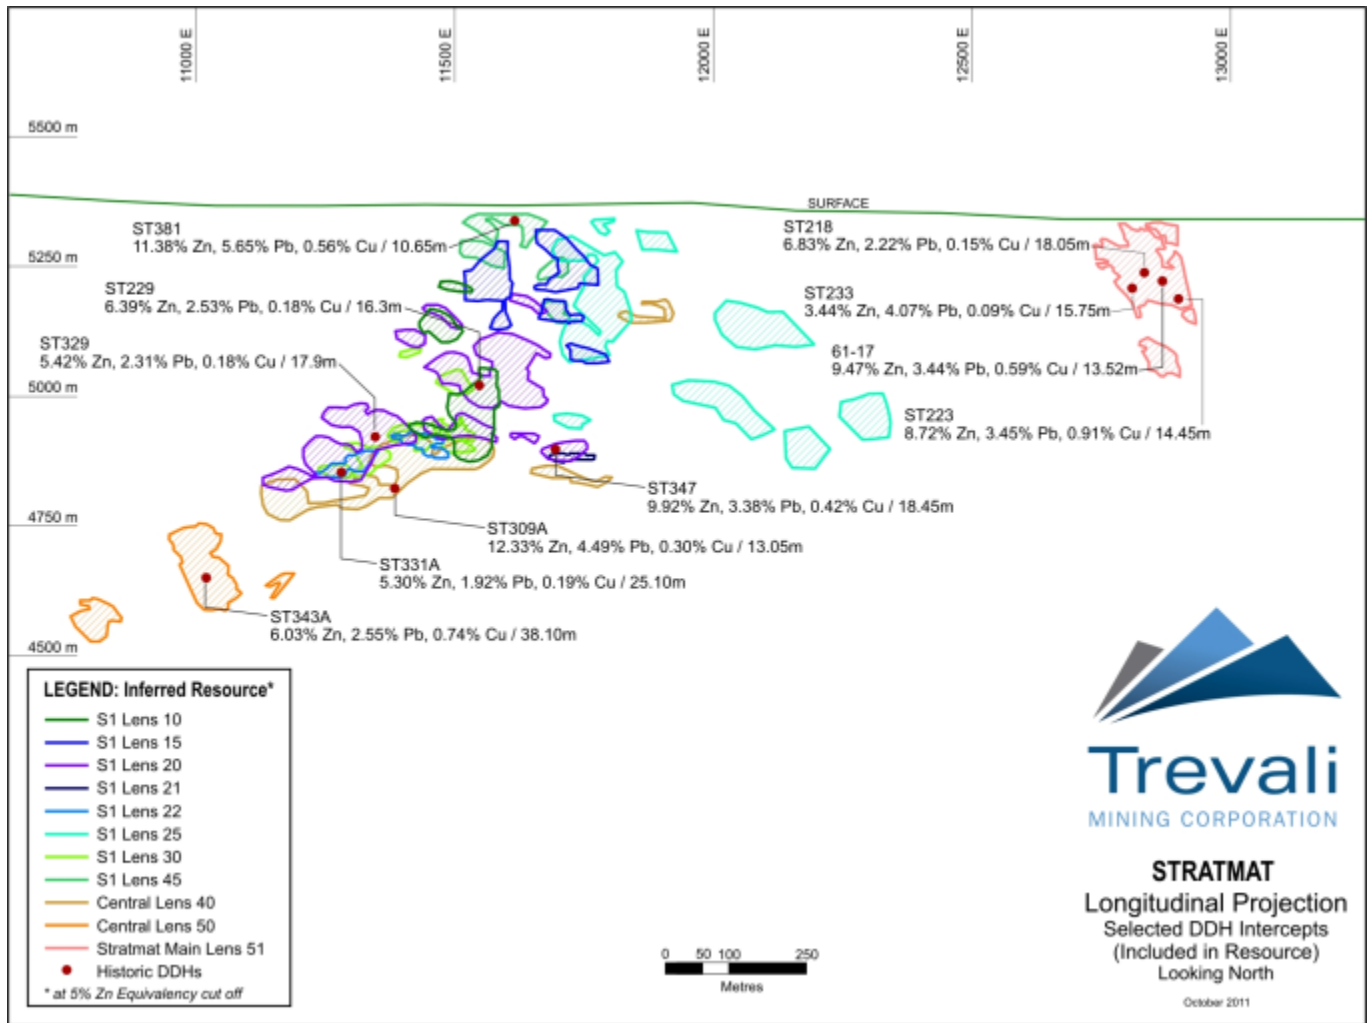 11000 E
11500 E
12000 E
12500 E
13000 E
5500 m
SURFACE
ST381
11.38% Zn, 5.65% Pb, 0.56% Cu / 10.65m
ST218
6.83% Zn, 2.22% Pb, 0.15% Cu / 18.05m
5250 m
ST229
6.39% Zn, 2.53% Pb, 0.18% Cu / 16.3m
ST233
3.44% Zn, 4.07% Pb, 0.09% Cu / 15.75m
ST329
5.42% Zn, 2.31% Pb, 0.18% Cu / 17.9m
61-17
9.47% Zn, 3.44% Pb, 0.59% Cu / 13.52m
5000 m
ST223
8.72% Zn, 3.45% Pb, 0.91% Cu / 14.45m
ST347
9.92% Zn, 3.38% Pb, 0.42% Cu / 18.45m
4750 m
ST309A
12.33% Zn, 4.49% Pb, 0.30% Cu / 13.05m
ST331A
5.30% Zn, 1.92% Pb, 0.19% Cu / 25.10m
ST343A
6.03% Zn, 2.55% Pb, 0.74% Cu / 38.10m
4500 m
LEGEND: Inferred Resource*
S1 Lens 10
S1 Lens 15
S1 Lens 20
S1 Lens 21
S1 Lens 22
S1 Lens 25
S1 Lens 30
S1 Lens 45
Central Lens 40
Central Lens 50
Stratmat Main Lens 51
Historic DDHs
* at 5% Zn Equivalency cut off
0 50 100 250
Metres
Trevali
MINING CORPORATION
STRATMAT
Longitudinal Projection
Selected DDH Intercepts
(Included in Resource)
Looking North
October 2011